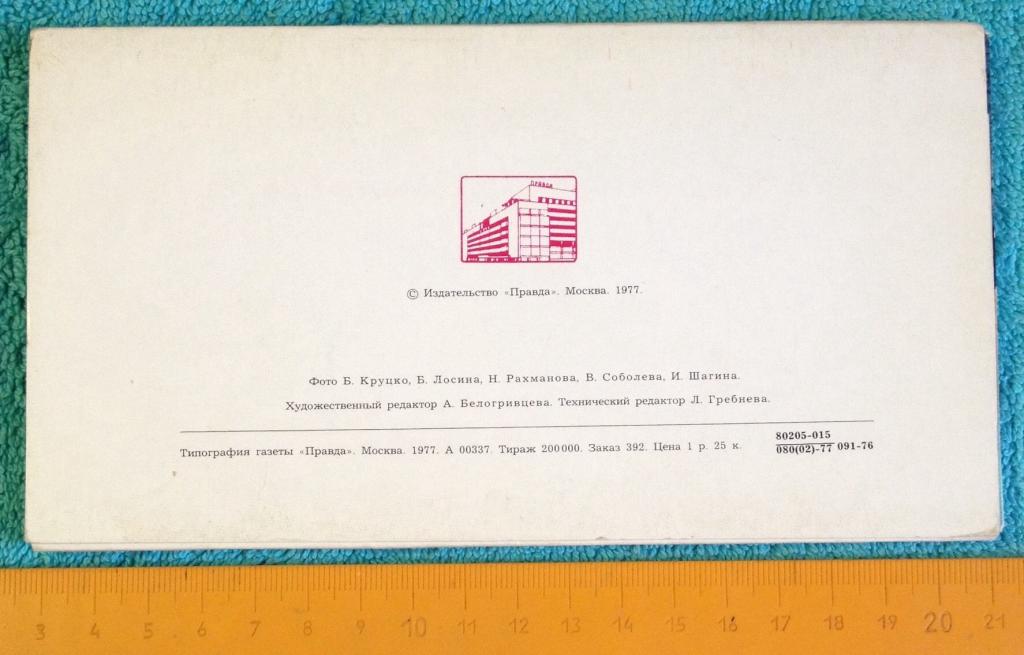 ПРАВДА
© Издательство «Правда». Москва. 1977.
Фото Б. Круцко, Б. Лосина, Н. Рахманова, В. Соболева, И. Шагина.
Художественный редактор А. Белогривцева. Технический редактор Л. Гребнева.
Типография газеты «Правда». Москва. 1977. А 00337. Тираж 200000. Заказ 392. Цена 1 р. 25 к.
80205-015
080(02)-77 091-76
3 4 5 6 7 8 9 10 11 12 13 14 15 16 17 18 19 20 21